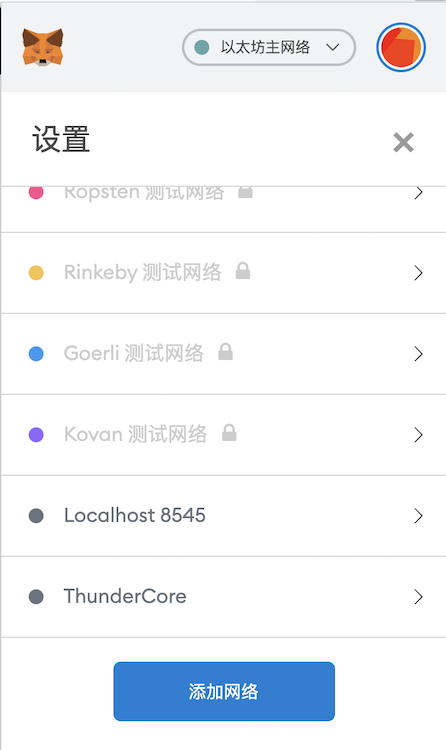 以太坊主网络
设置
Ropsten 测试网络
Rinkeby 测试网络
Goerli 测试网络
Kovan 测试网络
Localhost 8545
ThunderCore
添加网络